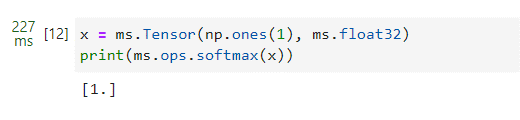 227
ms
[12] x = ms.Tensor(np.ones(1), ms.float32)
print(ms.ops.softmax(x))
[1.]